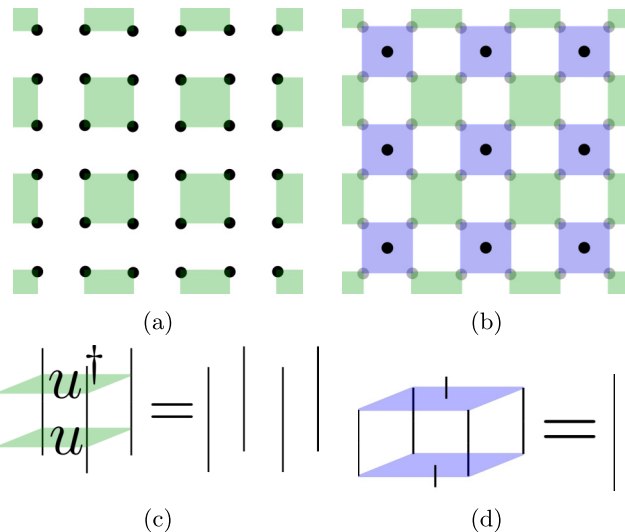 (a) (b)
u†
u
=
=
(c) (d)